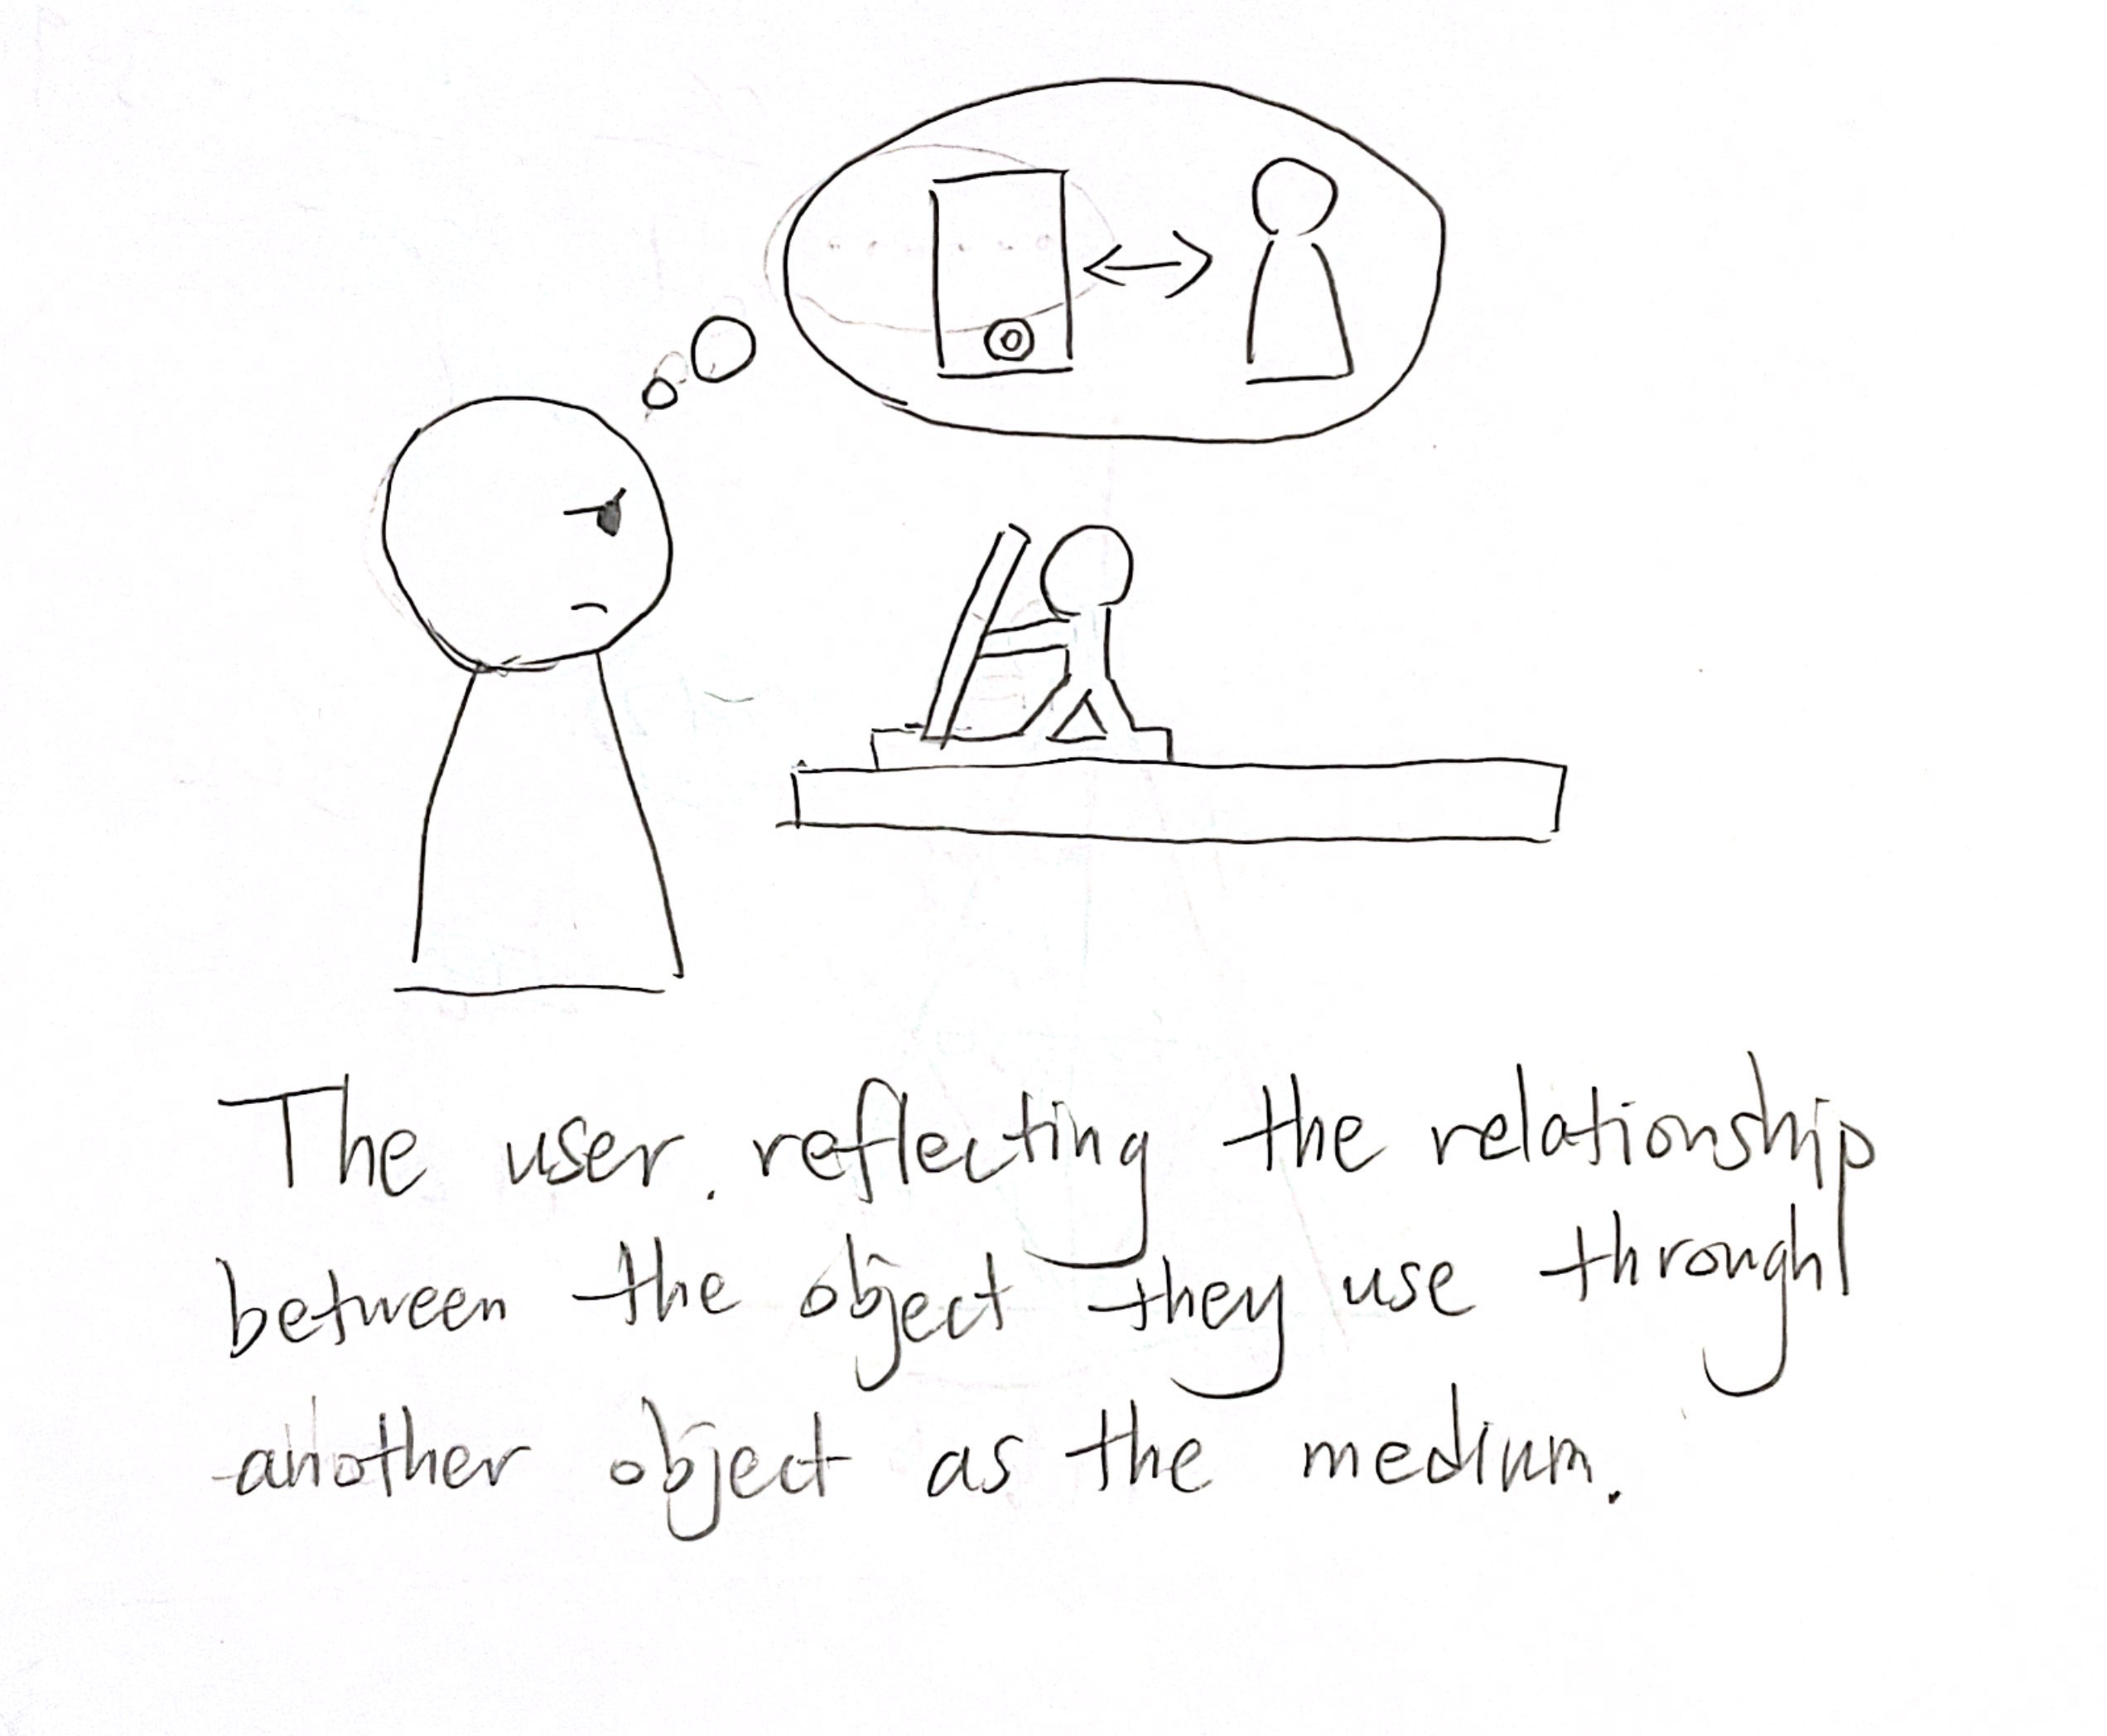 The user reflecting the relationship
between the object they use through
another object as the medium.